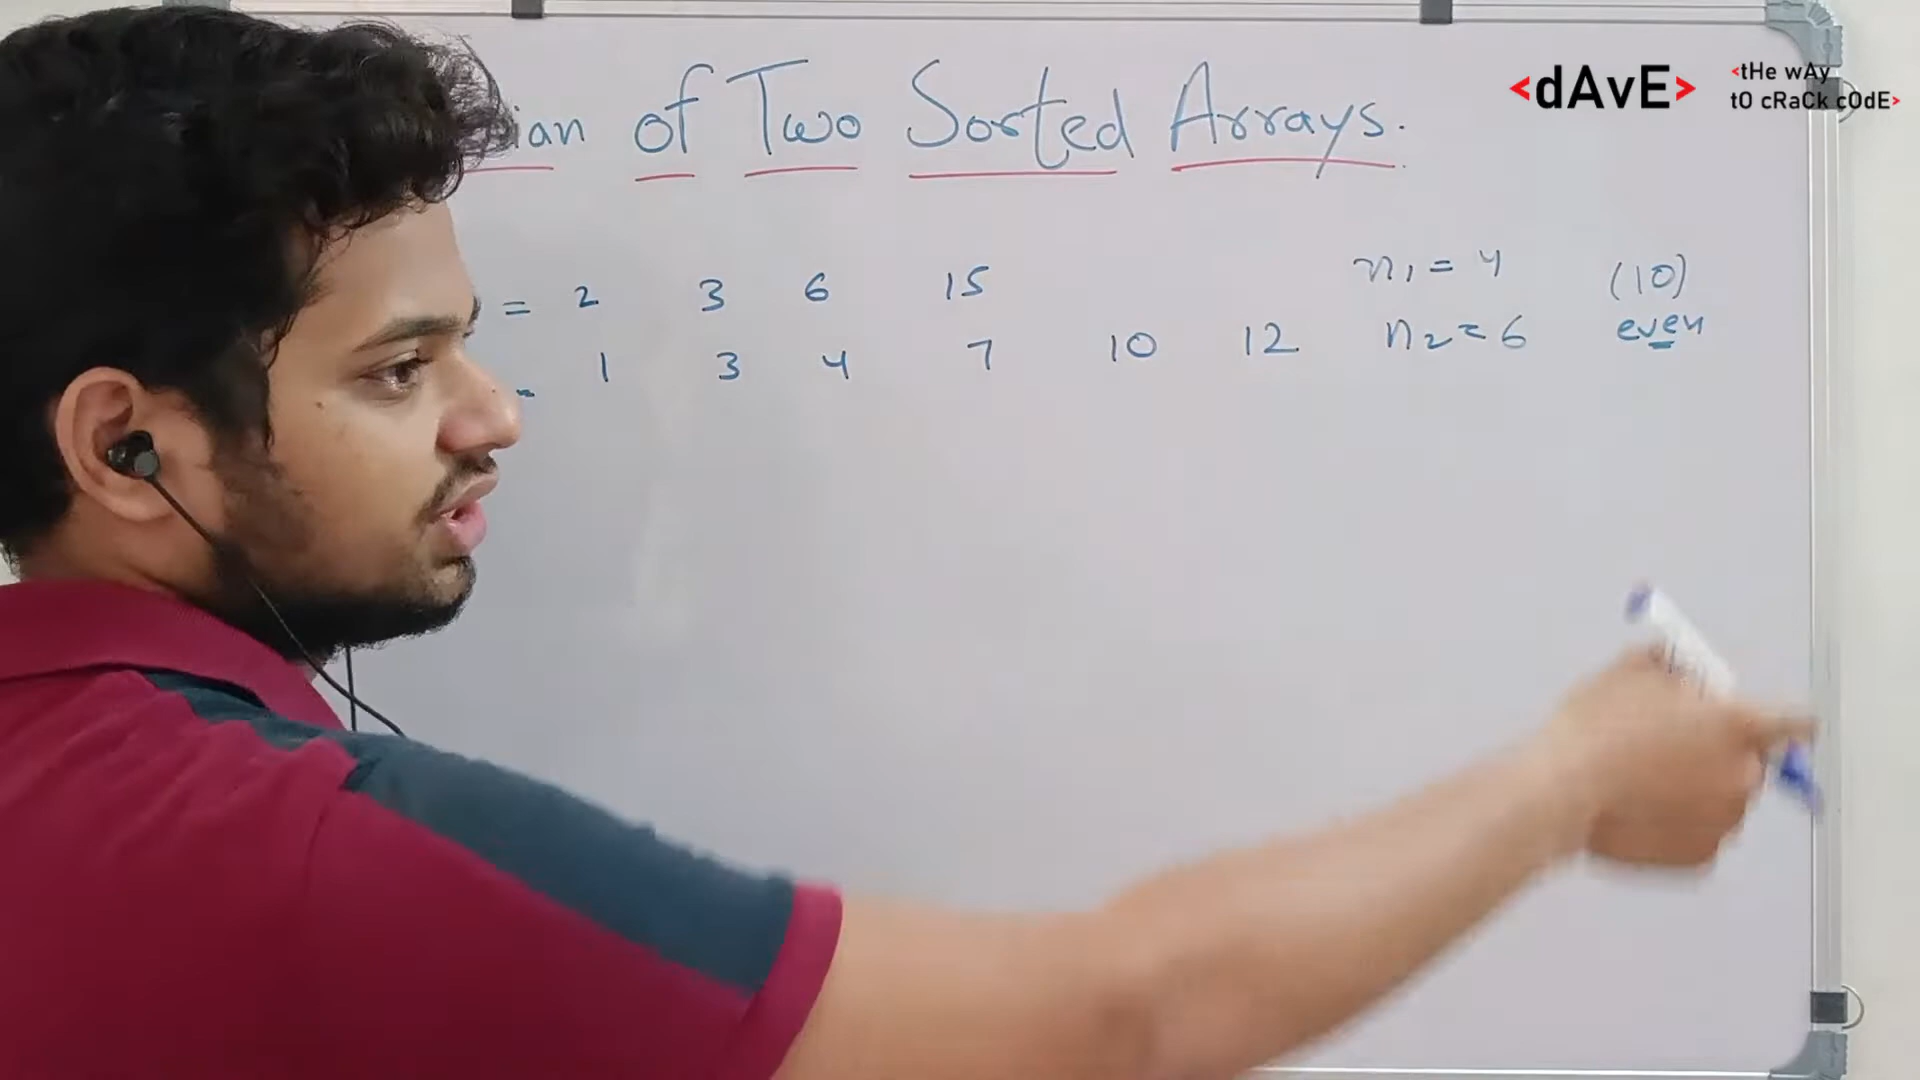 of Two Sorted Arrays.
<dAvE> <tHe wAy
tO cRaCk cOdE>
= 2 3 6 15 n1 = 4 (10)
= 1 3 4 7 10 12 n2 = 6 even